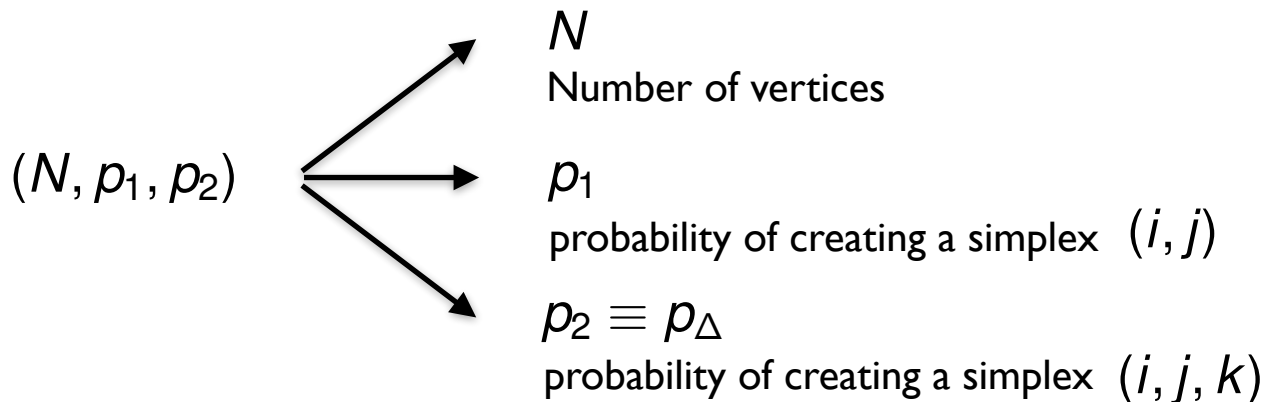 N
Number of vertices
(N, p₁, p₂)
p₁
probability of creating a simplex (i, j)
p₂ ≡ p_Δ
probability of creating a simplex (i, j, k)